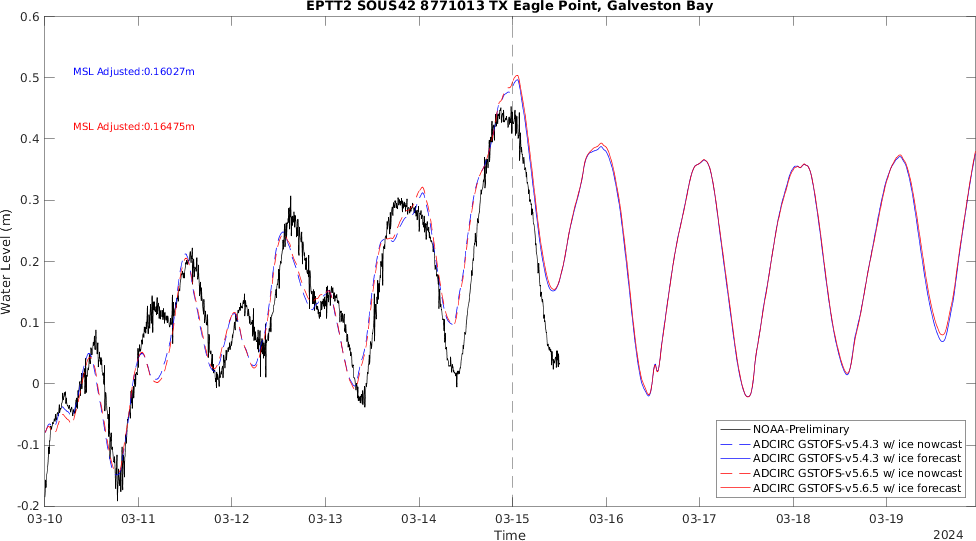 EPTT2 SOUS42 8771013 TX Eagle Point, Galveston Bay
0.6
0.5
0.4
0.3
0.2
0.1
0
-0.1
-0.2
Water Level (m)
MSL Adjusted:0.16027m
MSL Adjusted:0.16475m
NOAA-Preliminary
ADCIRC GSTOFS-v5.4.3 w/ ice nowcast
ADCIRC GSTOFS-v5.4.3 w/ ice forecast
ADCIRC GSTOFS-v5.6.5 w/ ice nowcast
ADCIRC GSTOFS-v5.6.5 w/ ice forecast
03-10 03-11 03-12 03-13 03-14 03-15 03-16 03-17 03-18 03-19
Time
2024